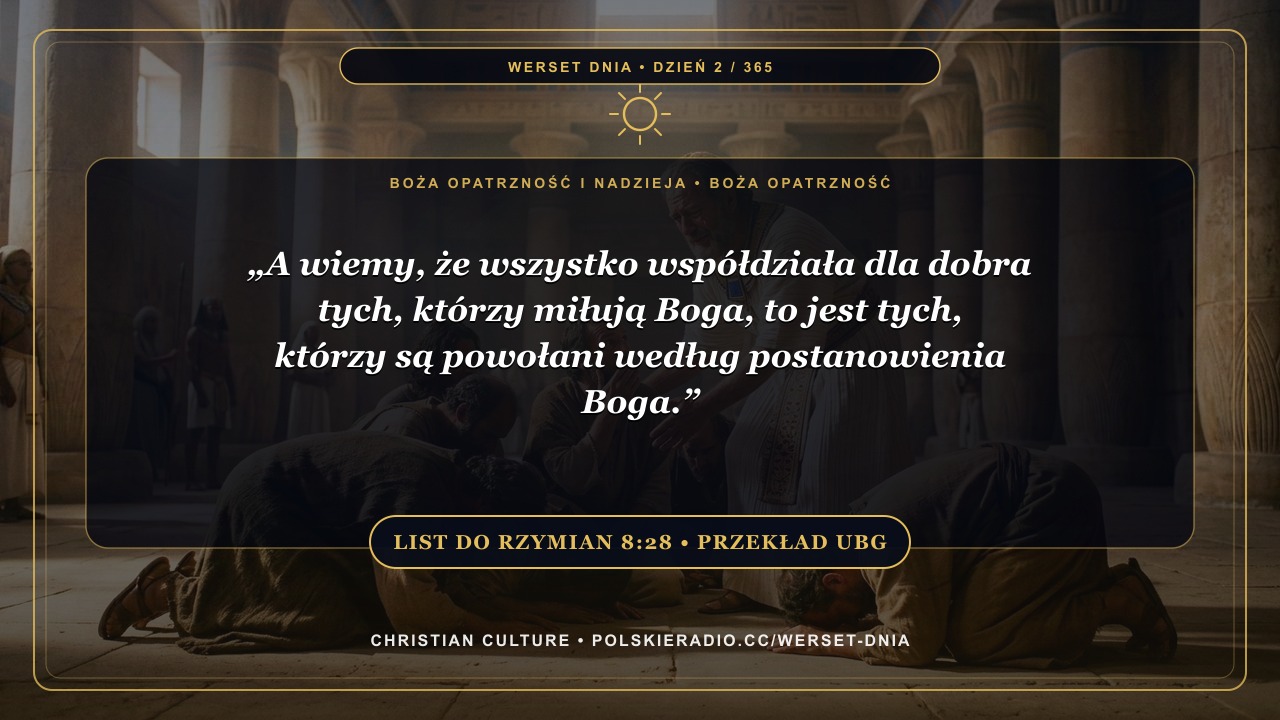 WERSET DNIA • DZIEŃ 2 / 365
BOŻA OPATRZNOŚĆ I NADZIEJA • BOŻA OPATRZNOŚĆ
„A wiemy, że wszystko współdziała dla dobra
tych, którzy miłują Boga, to jest tych,
którzy są powołani według postanowienia
Boga.”
LIST DO RZYMIAN 8:28 • PRZEKŁAD UBG
CHRISTIAN CULTURE • POLSKIERADIO.CC/WERSET-DNIA